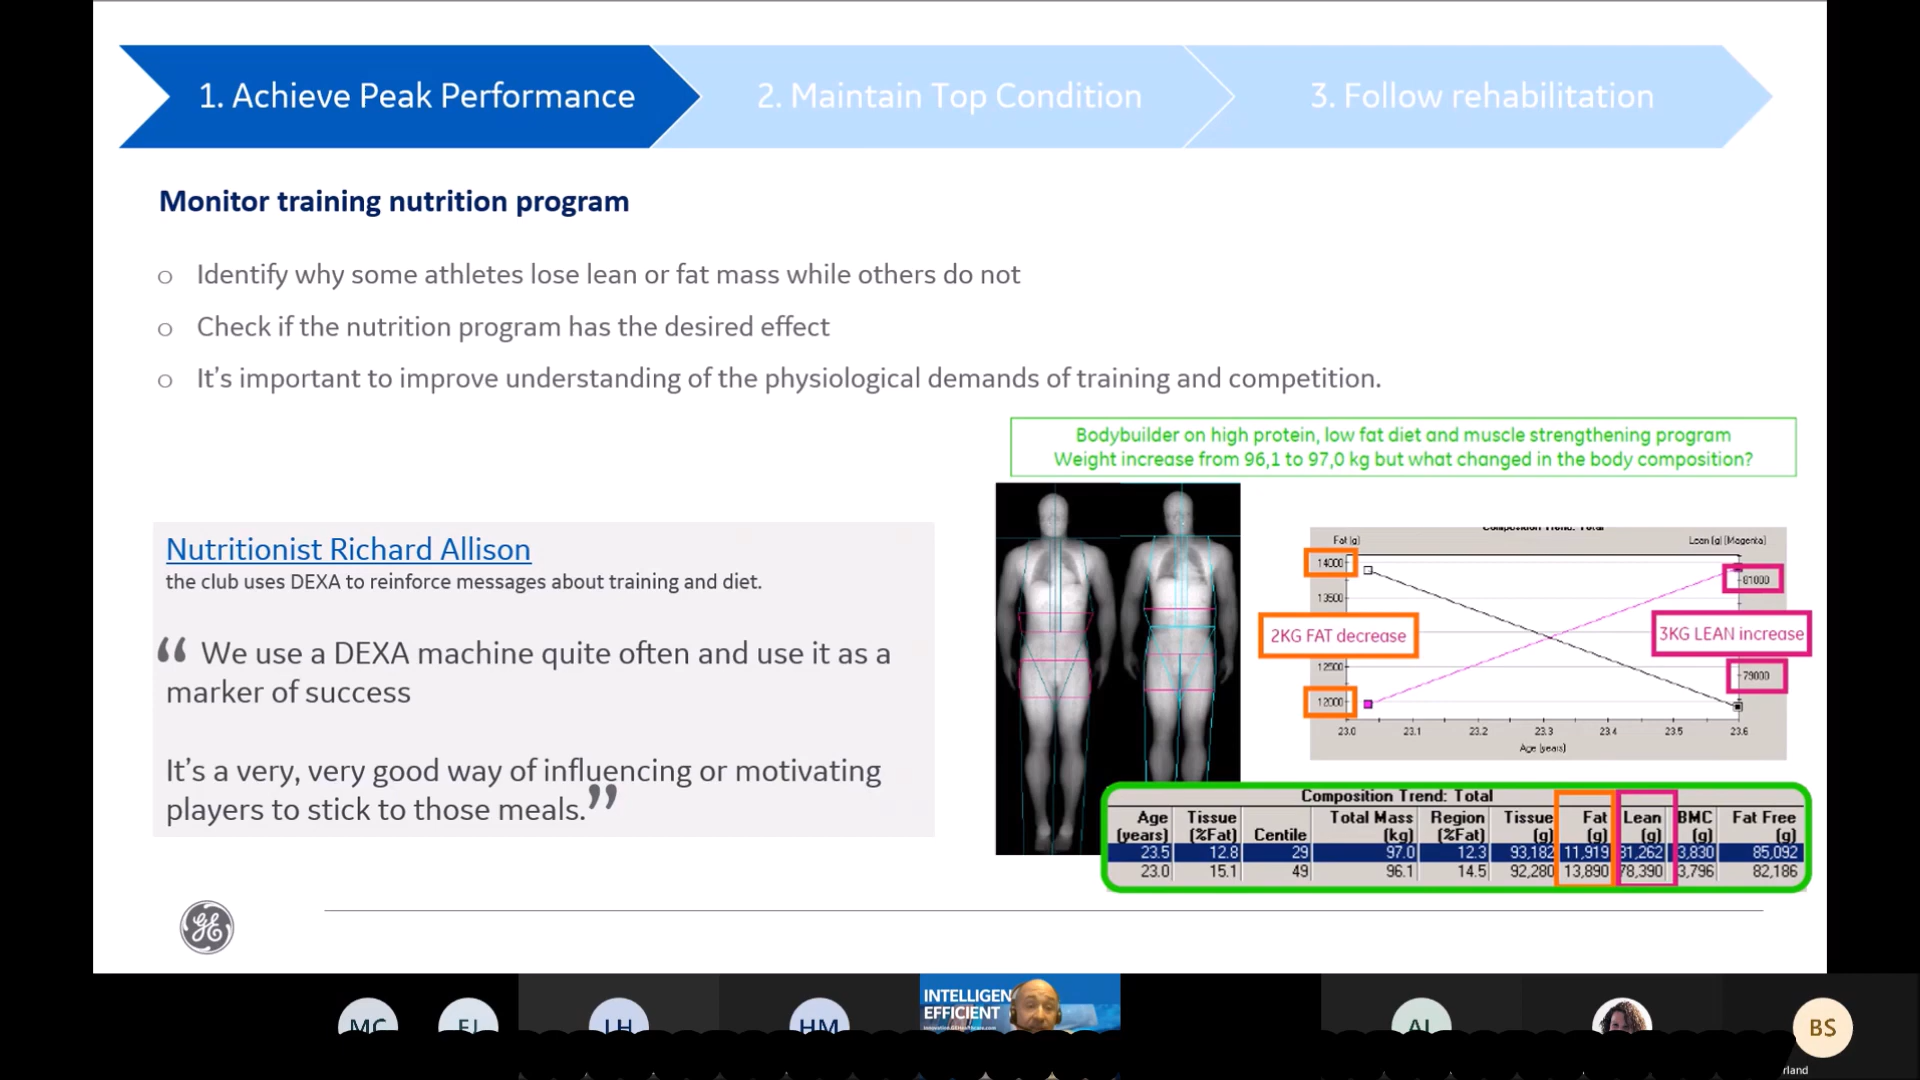 1. Achieve Peak Performance
2. Maintain Top Condition
3. Follow rehabilitation
Monitor training nutrition program
o Identify why some athletes lose lean or fat mass while others do not
o Check if the nutrition program has the desired effect
o It's important to improve understanding of the physiological demands of training and competition.
Bodybuilder on high protein, low fat diet and muscle strengthening program
Weight increase from 96,1 to 97,0 kg but what changed in the body composition?
Nutritionist Richard Allison
the club uses DEXA to reinforce messages about training and diet.
“ We use a DEXA machine quite often and use it as a
marker of success
It's a very, very good way of influencing or motivating
players to stick to those meals.”
Composition Trend: Total
Fat (g)
Lean (g) (Magenta)
14000
81000
13500
2KG FAT decrease
3KG LEAN increase
12500
79000
12000
23.0 23.1 23.2 23.3 23.4 23.5 23.6
Age (years)
Composition Trend: Total
Age Tissue Total Mass Region Tissue Fat Lean BMC Fat Free
(years) (%Fat) Centile (kg) (%Fat) (g) (g) (g) (g) (g)
23.5 12.8 29 97.0 12.3 93,182 11,919 81,262 3,830 85,092
23.0 15.1 49 96.1 14.5 92,280 13,890 78,390 3,796 82,186
GE
INTELLIGEN
EFFICIENT
MC
LH
HM
BS
rland